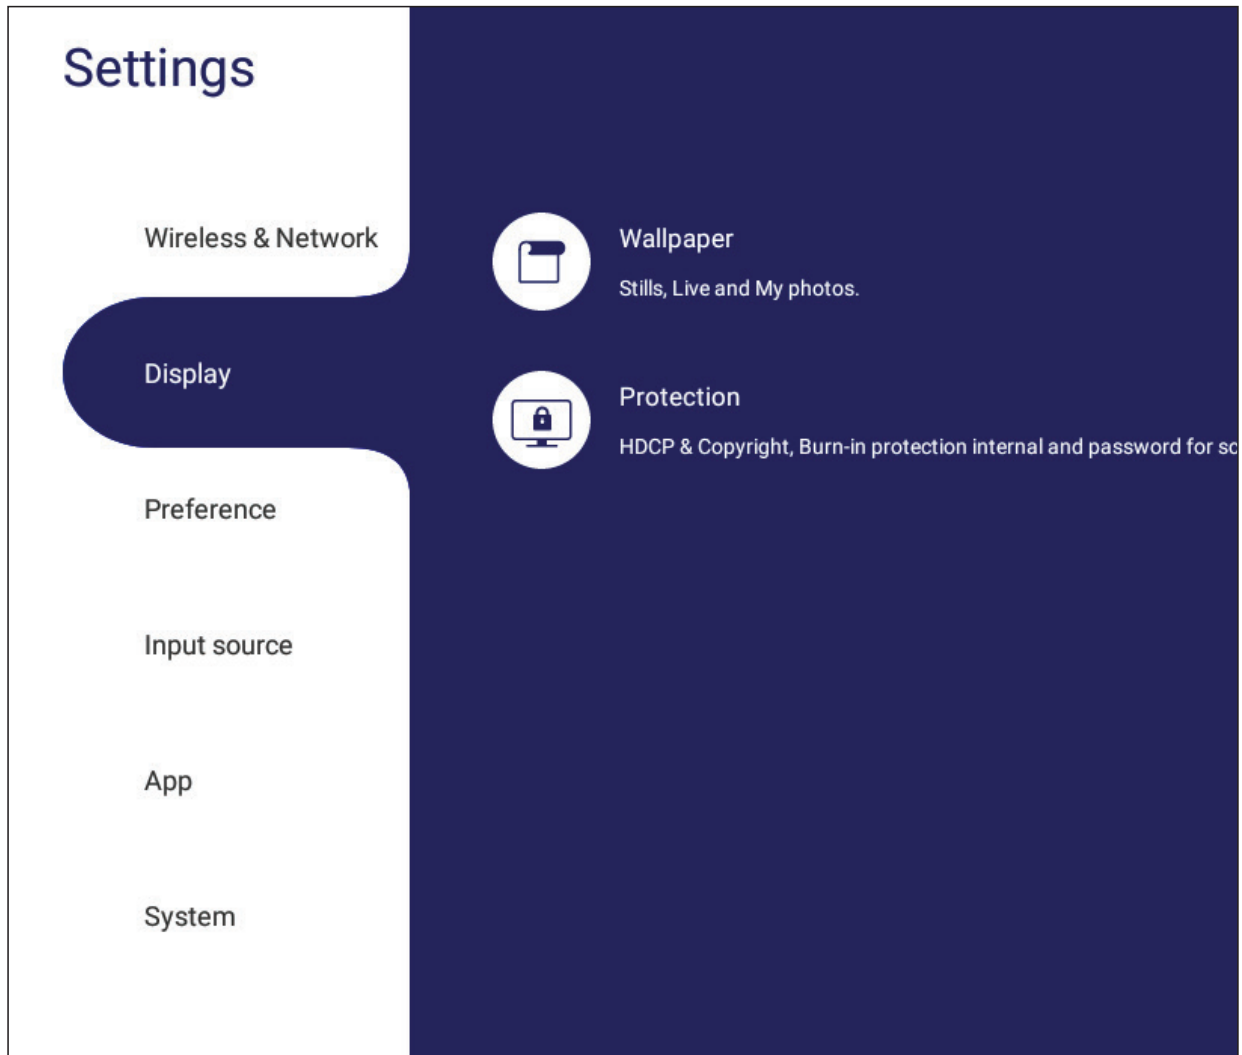 Settings
Wireless & Network
Display
Preference
Input source
App
System
Wallpaper
Stills, Live and My photos.
Protection
HDCP & Copyright, Burn-in protection internal and password for